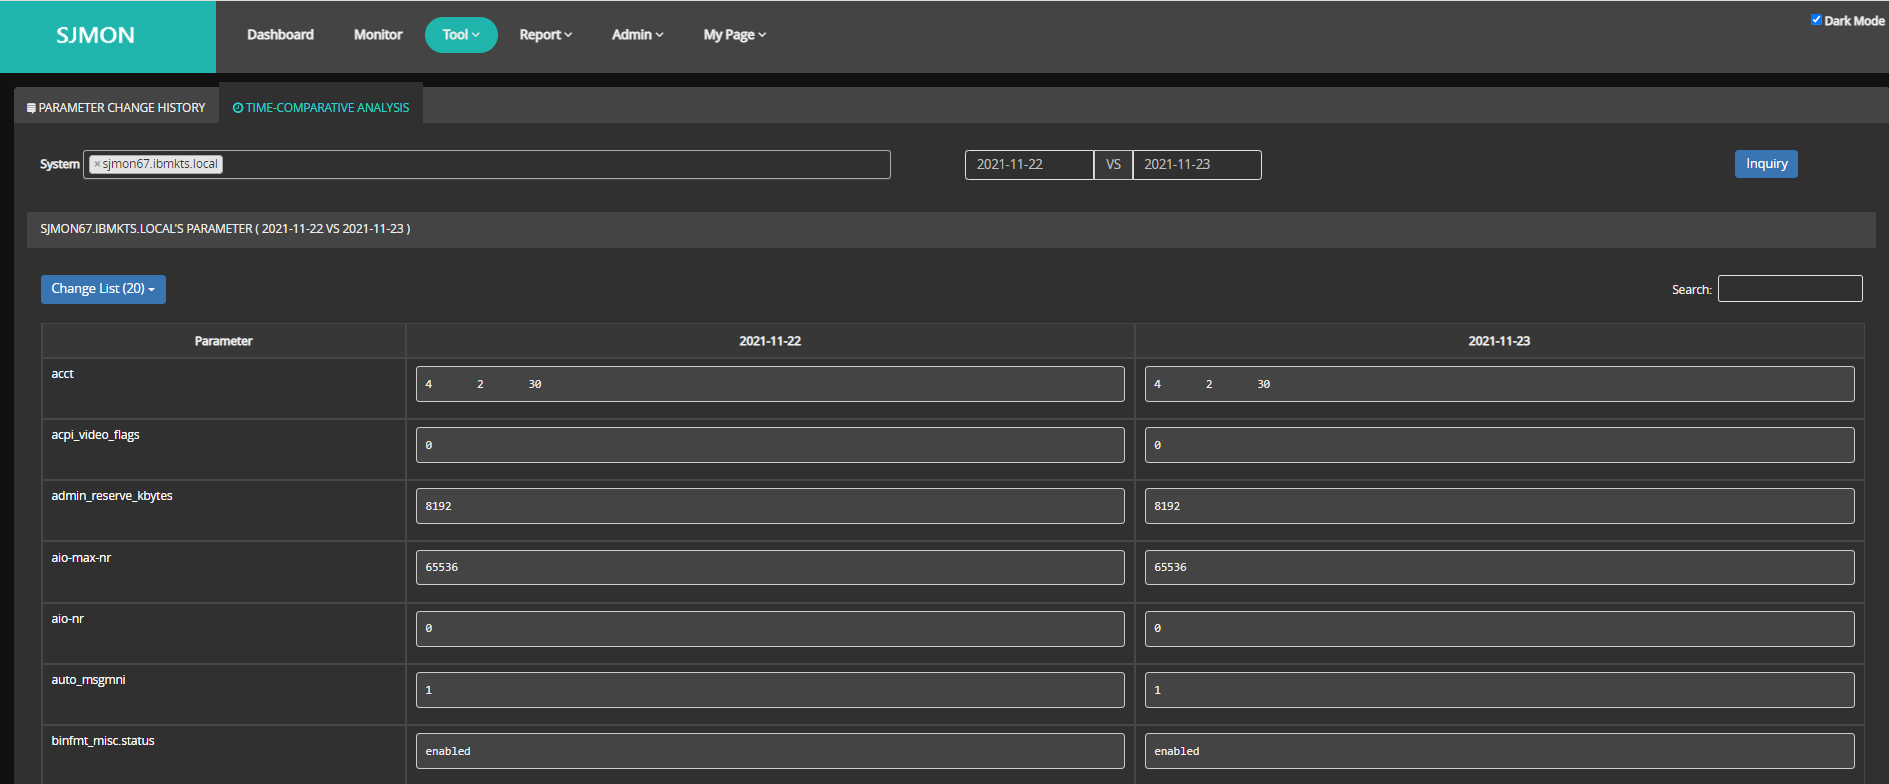 SJMON
Dashboard Monitor Tool Report Admin My Page
Dark Mode
PARAMETER CHANGE HISTORY TIME-COMPARATIVE ANALYSIS
System × sjmon67.ibmkts.local 2021-11-22 VS 2021-11-23 Inquiry
SJMON67.IBMKTS.LOCAL'S PARAMETER ( 2021-11-22 VS 2021-11-23 )
Change List (20) Search:
Parameter 2021-11-22 2021-11-23
acct 4 2 30 4 2 30
acpi_video_flags 0 0
admin_reserve_kbytes 8192 8192
aio-max-nr 65536 65536
aio-nr 0 0
auto_msgmni 1 1
binfmt_misc.status enabled enabled